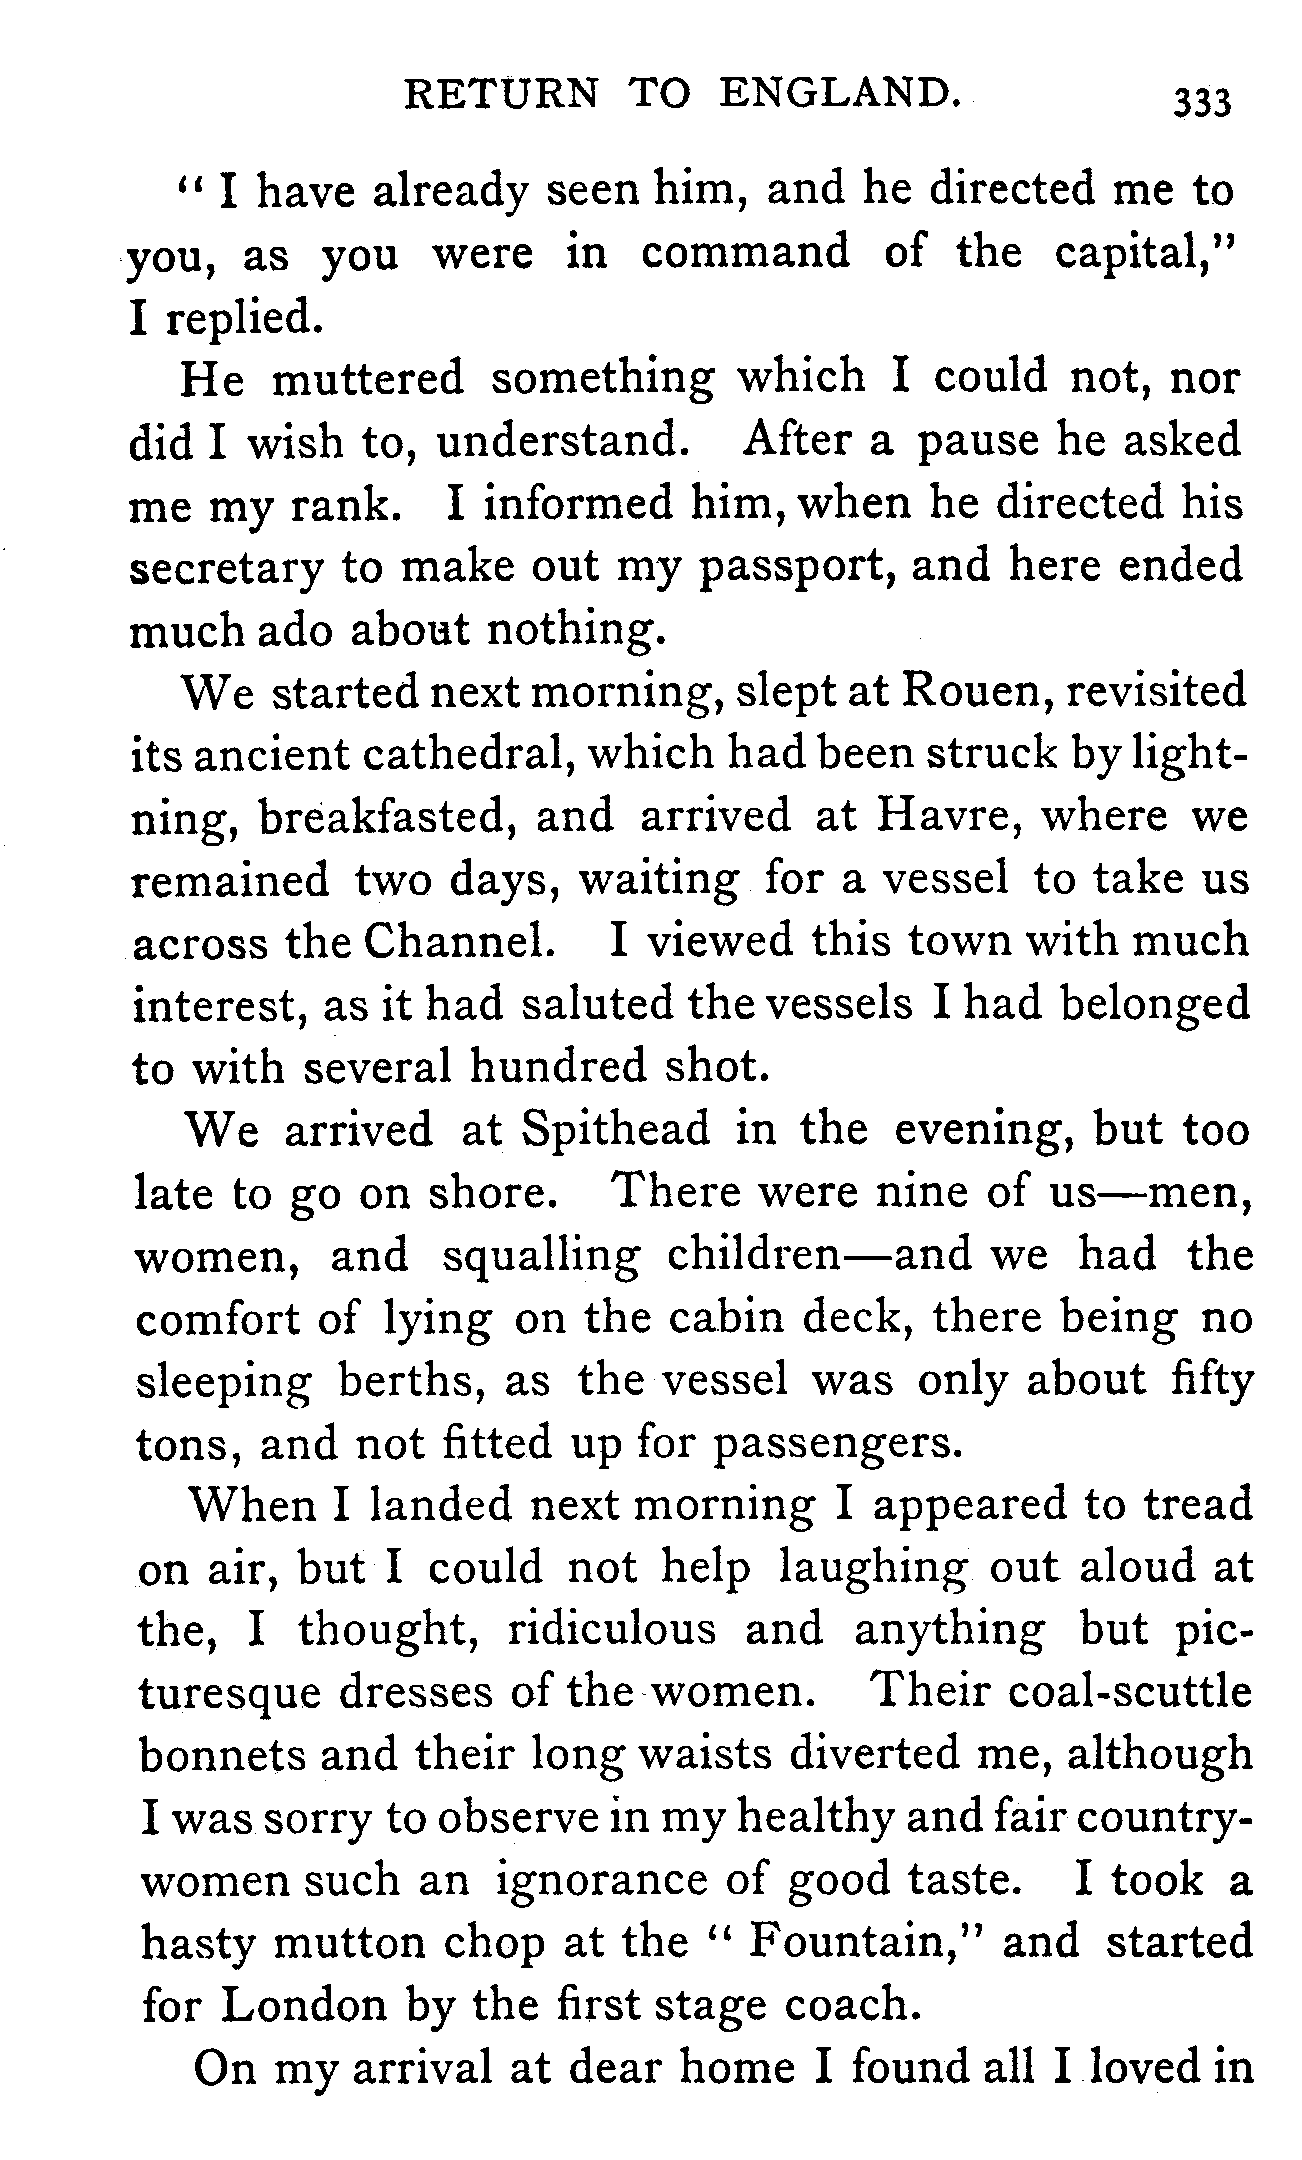 RETURN TO ENGLAND. 333
“ I have already seen him, and he directed me to
you, as you were in command of the capital,”
I replied.
He muttered something which I could not, nor
did I wish to, understand. After a pause he asked
me my rank. I informed him, when he directed his
secretary to make out my passport, and here ended
much ado about nothing.
We started next morning, slept at Rouen, revisited
its ancient cathedral, which had been struck by light-
ning, breakfasted, and arrived at Havre, where we
remained two days, waiting for a vessel to take us
across the Channel. I viewed this town with much
interest, as it had saluted the vessels I had belonged
to with several hundred shot.
We arrived at Spithead in the evening, but too
late to go on shore. There were nine of us—men,
women, and squalling children—and we had the
comfort of lying on the cabin deck, there being no
sleeping berths, as the vessel was only about fifty
tons, and not fitted up for passengers.
When I landed next morning I appeared to tread
on air, but I could not help laughing out aloud at
the, I thought, ridiculous and anything but pic-
turesque dresses of the women. Their coal-scuttle
bonnets and their long waists diverted me, although
I was sorry to observe in my healthy and fair country-
women such an ignorance of good taste. I took a
hasty mutton chop at the “ Fountain,” and started
for London by the first stage coach.
On my arrival at dear home I found all I loved in